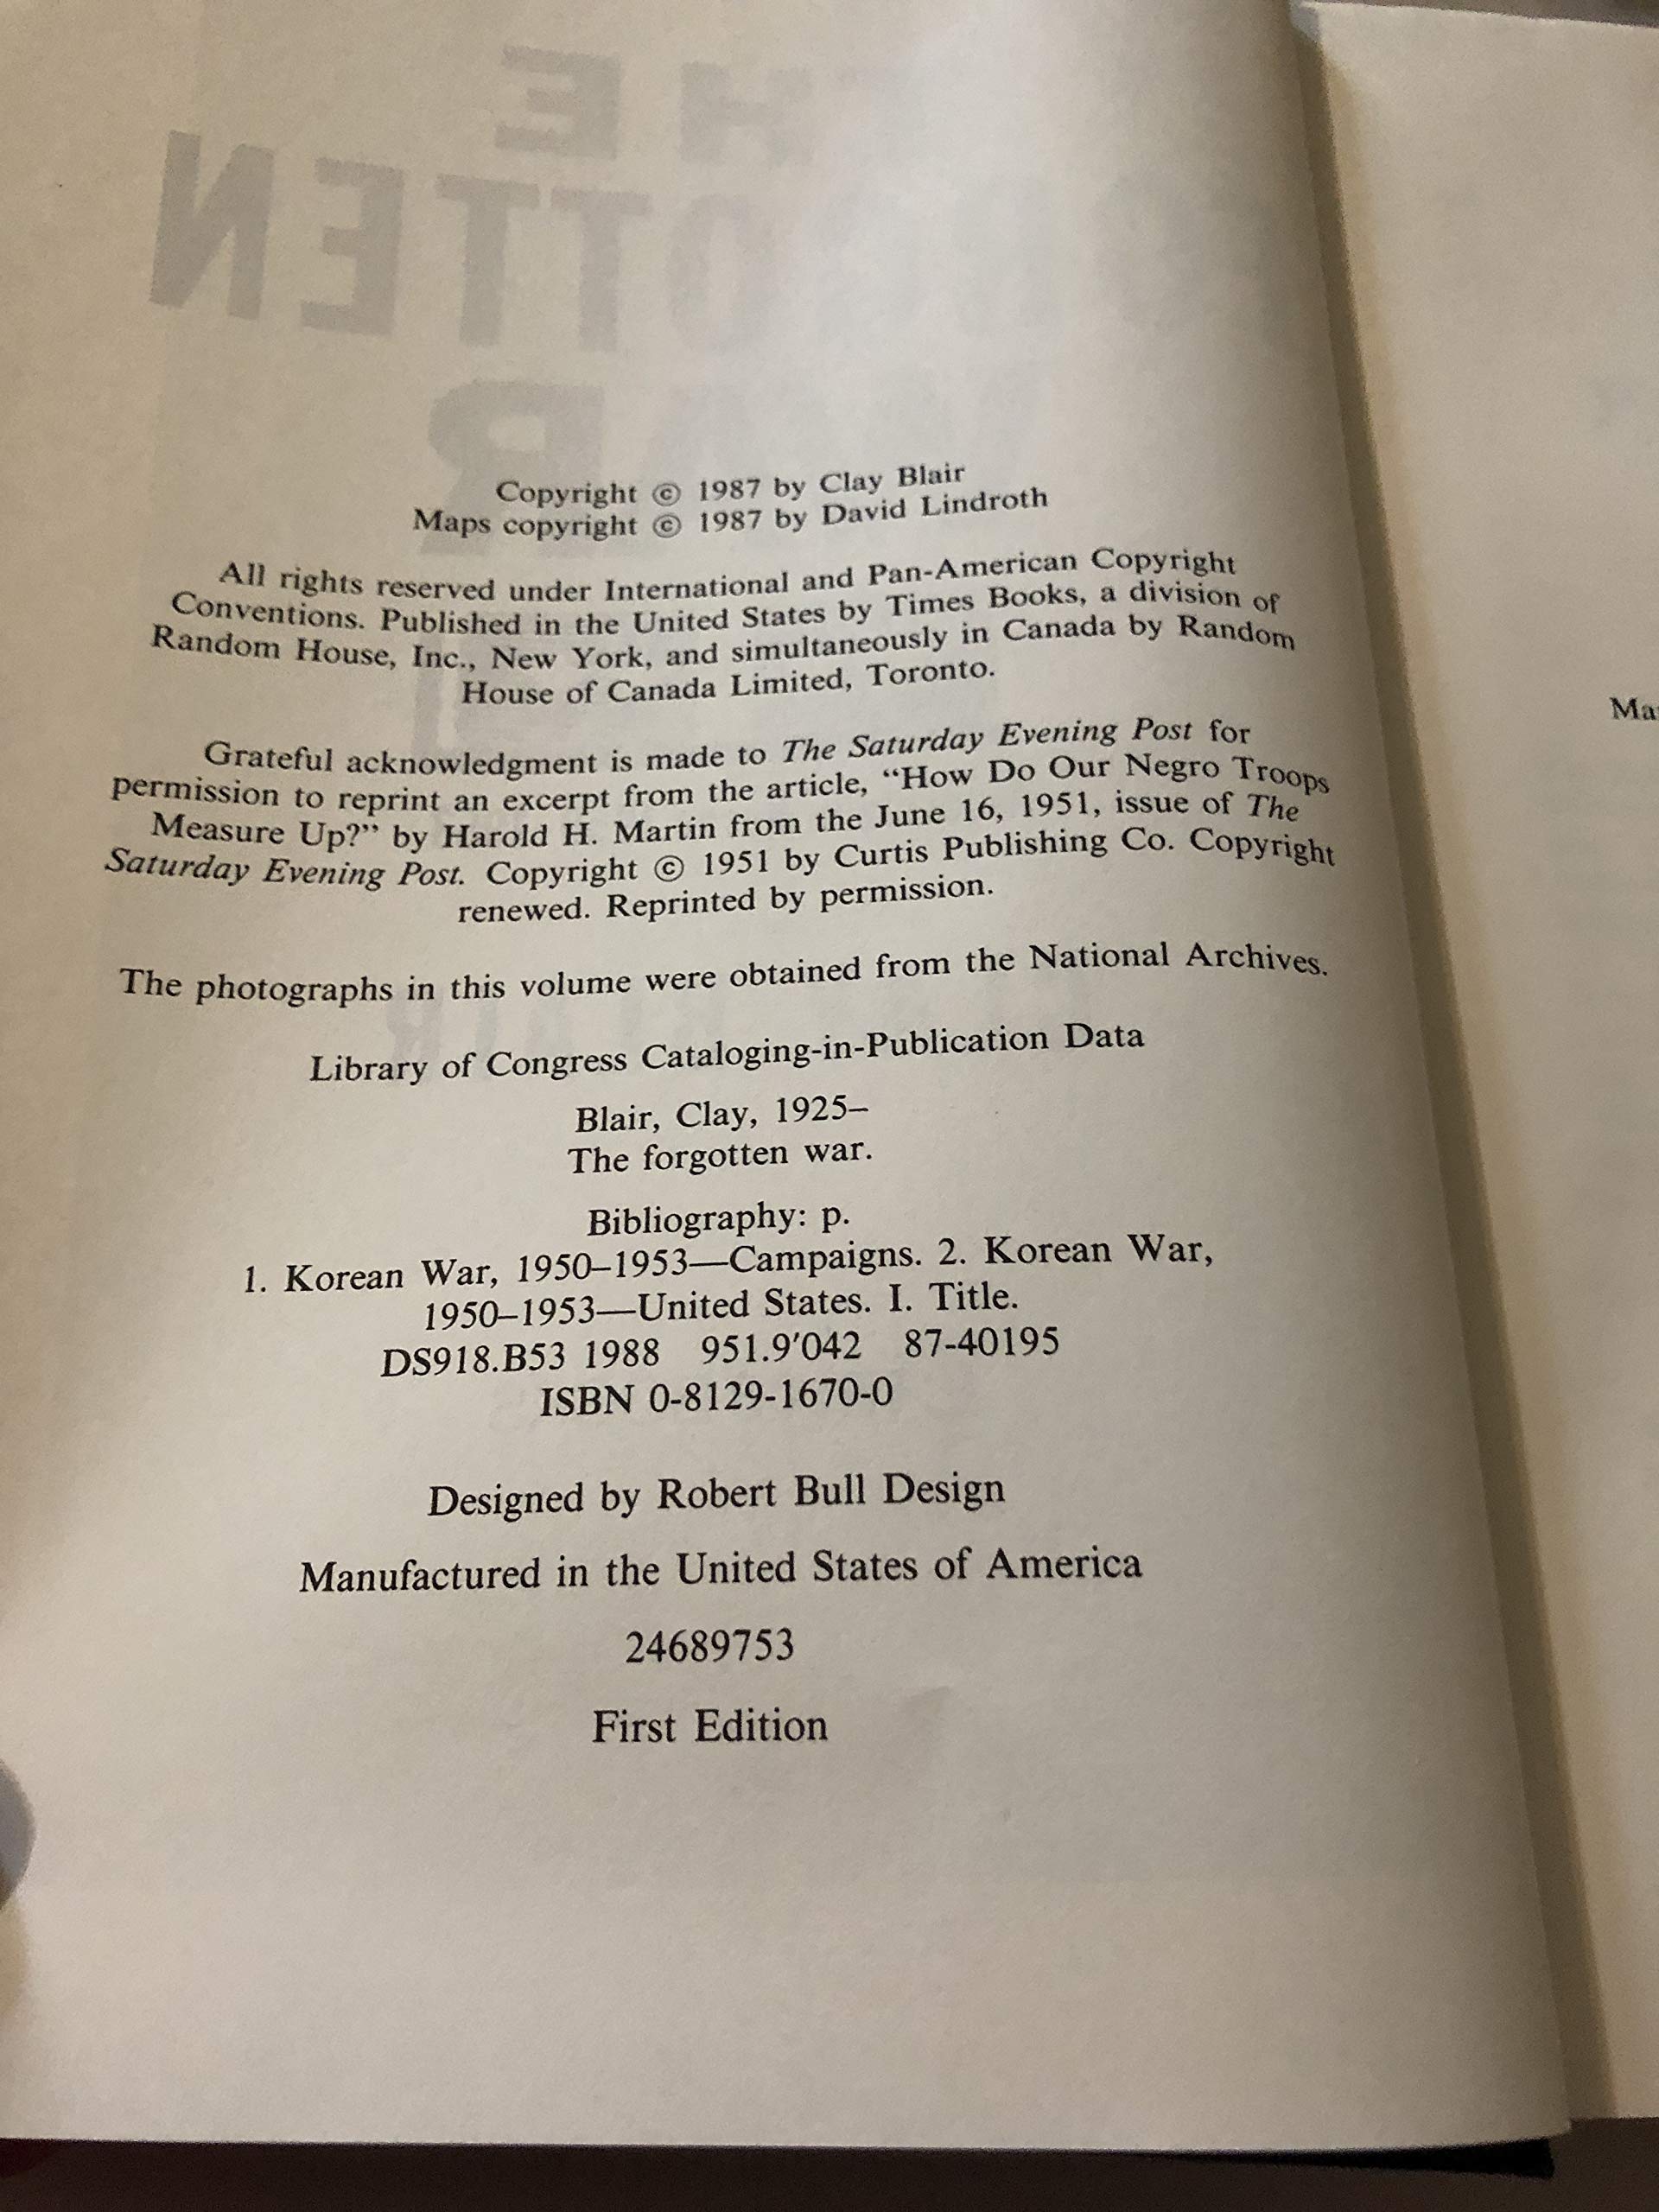 Copyright © 1987 by Clay Blair
Maps copyright © 1987 by David Lindroth
All rights reserved under International and Pan-American Copyright
Conventions. Published in the United States by Times Books, a division of
Random House, Inc., New York, and simultaneously in Canada by Random
House of Canada Limited, Toronto.
Grateful acknowledgment is made to The Saturday Evening Post for
permission to reprint an excerpt from the article, “How Do Our Negro Troops
Measure Up?” by Harold H. Martin from the June 16, 1951, issue of The
Saturday Evening Post. Copyright © 1951 by Curtis Publishing Co. Copyright
renewed. Reprinted by permission.
The photographs in this volume were obtained from the National Archives.
Library of Congress Cataloging-in-Publication Data
Blair, Clay, 1925–
The forgotten war.
Bibliography: p.
1. Korean War, 1950–1953—Campaigns. 2. Korean War,
1950–1953—United States. I. Title.
DS918.B53 1988 951.9′042 87-40195
ISBN 0-8129-1670-0
Designed by Robert Bull Design
Manufactured in the United States of America
24689753
First Edition